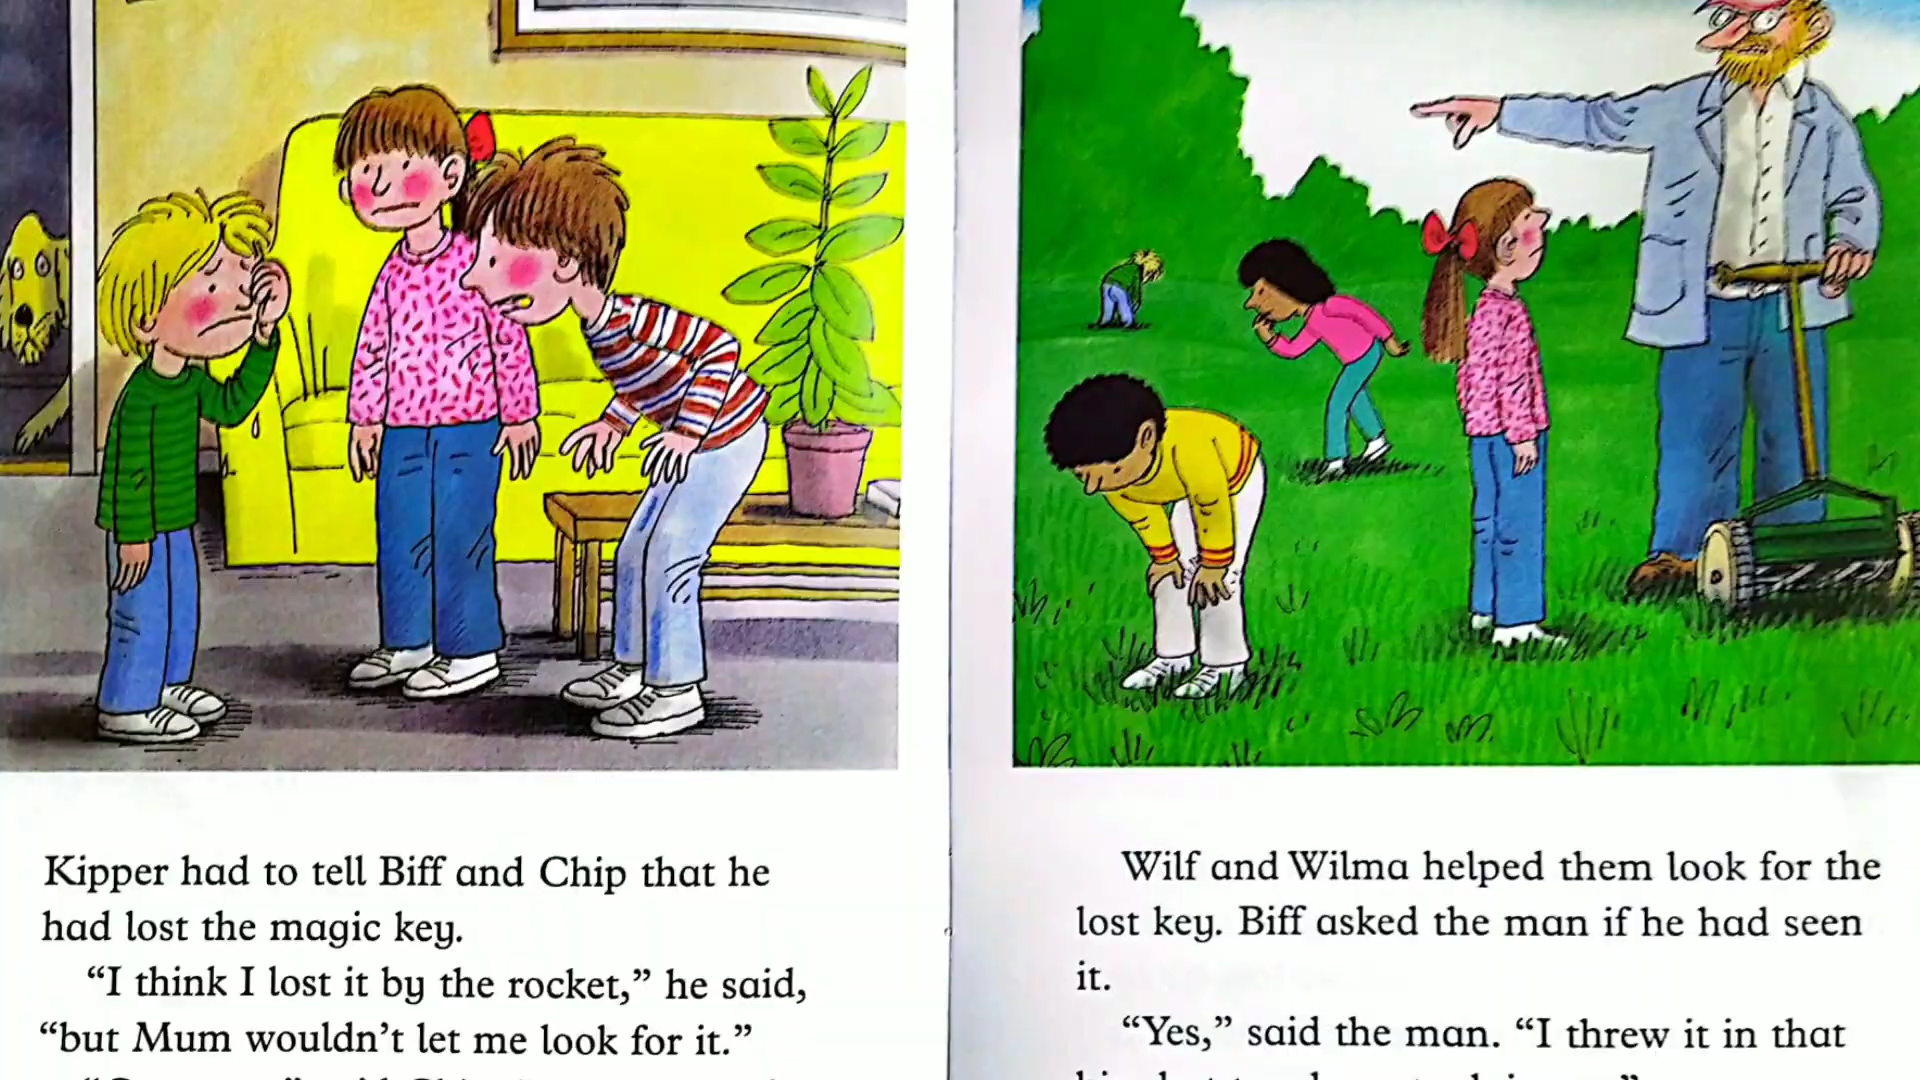 Kipper had to tell Biff and Chip that he
had lost the magic key.
“I think I lost it by the rocket,” he said,
“but Mum wouldn’t let me look for it.”
Wilf and Wilma helped them look for the
lost key. Biff asked the man if he had seen
it.
“Yes,” said the man. “I threw it in that